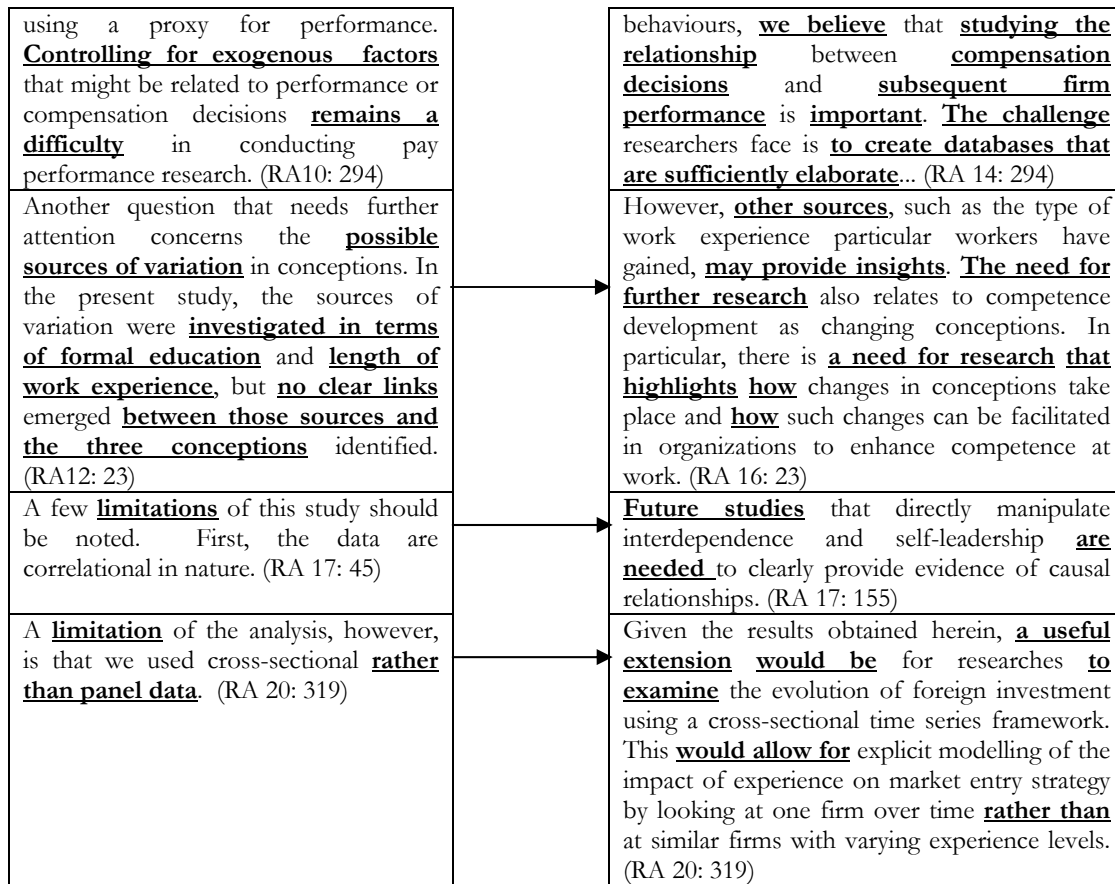 using a proxy for performance.
Controlling for exogenous factors
that might be related to performance or
compensation decisions remains a
difficulty in conducting pay
performance research. (RA10: 294)
behaviours, we believe that studying the
relationship between compensation
decisions and subsequent firm
performance is important. The challenge
researchers face is to create databases that
are sufficiently elaborate... (RA 14: 294)
Another question that needs further
attention concerns the possible
sources of variation in conceptions. In
the present study, the sources of
variation were investigated in terms
of formal education and length of
work experience, but no clear links
emerged between those sources and
the three conceptions identified.
(RA12: 23)
However, other sources, such as the type of
work experience particular workers have
gained, may provide insights. The need for
further research also relates to competence
development as changing conceptions. In
particular, there is a need for research that
highlights how changes in conceptions take
place and how such changes can be facilitated
in organizations to enhance competence at
work. (RA 16: 23)
A few limitations of this study should
be noted. First, the data are
correlational in nature. (RA 17: 45)
Future studies that directly manipulate
interdependence and self-leadership are
needed to clearly provide evidence of causal
relationships. (RA 17: 155)
A limitation of the analysis, however,
is that we used cross-sectional rather
than panel data. (RA 20: 319)
Given the results obtained herein, a useful
extension would be for researches to
examine the evolution of foreign investment
using a cross-sectional time series framework.
This would allow for explicit modelling of the
impact of experience on market entry strategy
by looking at one firm over time rather than
at similar firms with varying experience levels.
(RA 20: 319)